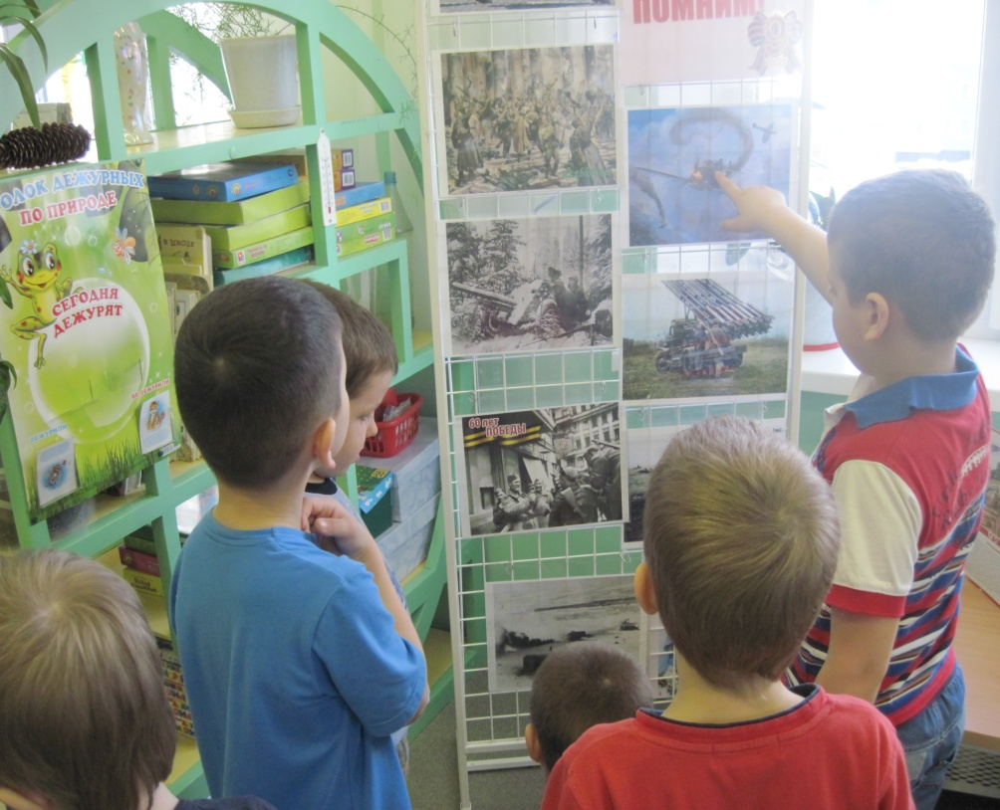 ПОМНИМ!
ОЛОК ДЕЖУРНЫХ
ПО ПРИРОДЕ
СЕГОДНЯ
ДЕЖУРЯТ
60 лет
ПОБЕДЫ